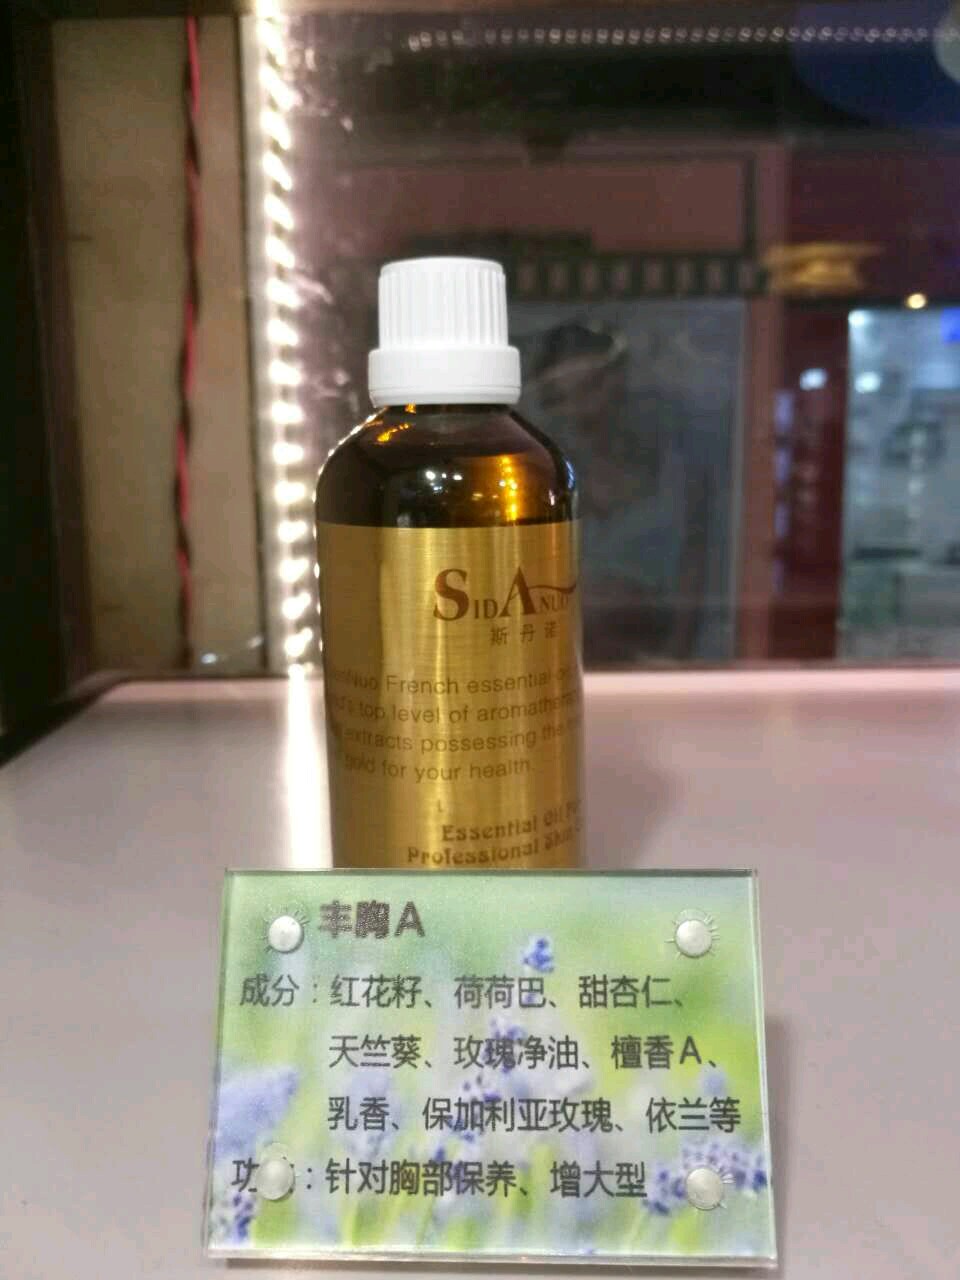 SIDANUO
斯丹诺
French essential
top level of aromathera
extracts possessing the
gold for your health.
Essential Oil
Professional
丰胸A
成分：红花籽、荷荷巴、甜杏仁、
天竺葵、玫瑰净油、檀香A、
乳香、保加利亚玫瑰、依兰等
功：针对胸部保养、增大型